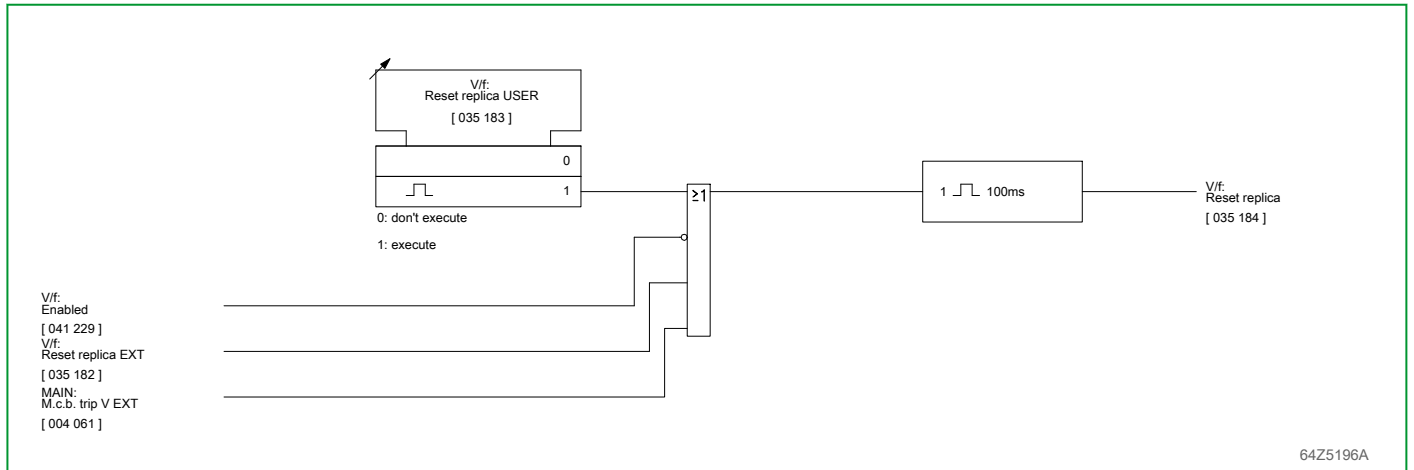 V/f:
Reset replica USER
[ 035 183 ]
0
1
0: don't execute
1: execute
≥1
1 100ms
V/f:
Reset replica
[ 035 184 ]
V/f:
Enabled
[ 041 229 ]
V/f:
Reset replica EXT
[ 035 182 ]
MAIN:
M.c.b. trip V EXT
[ 004 061 ]
64Z5196A